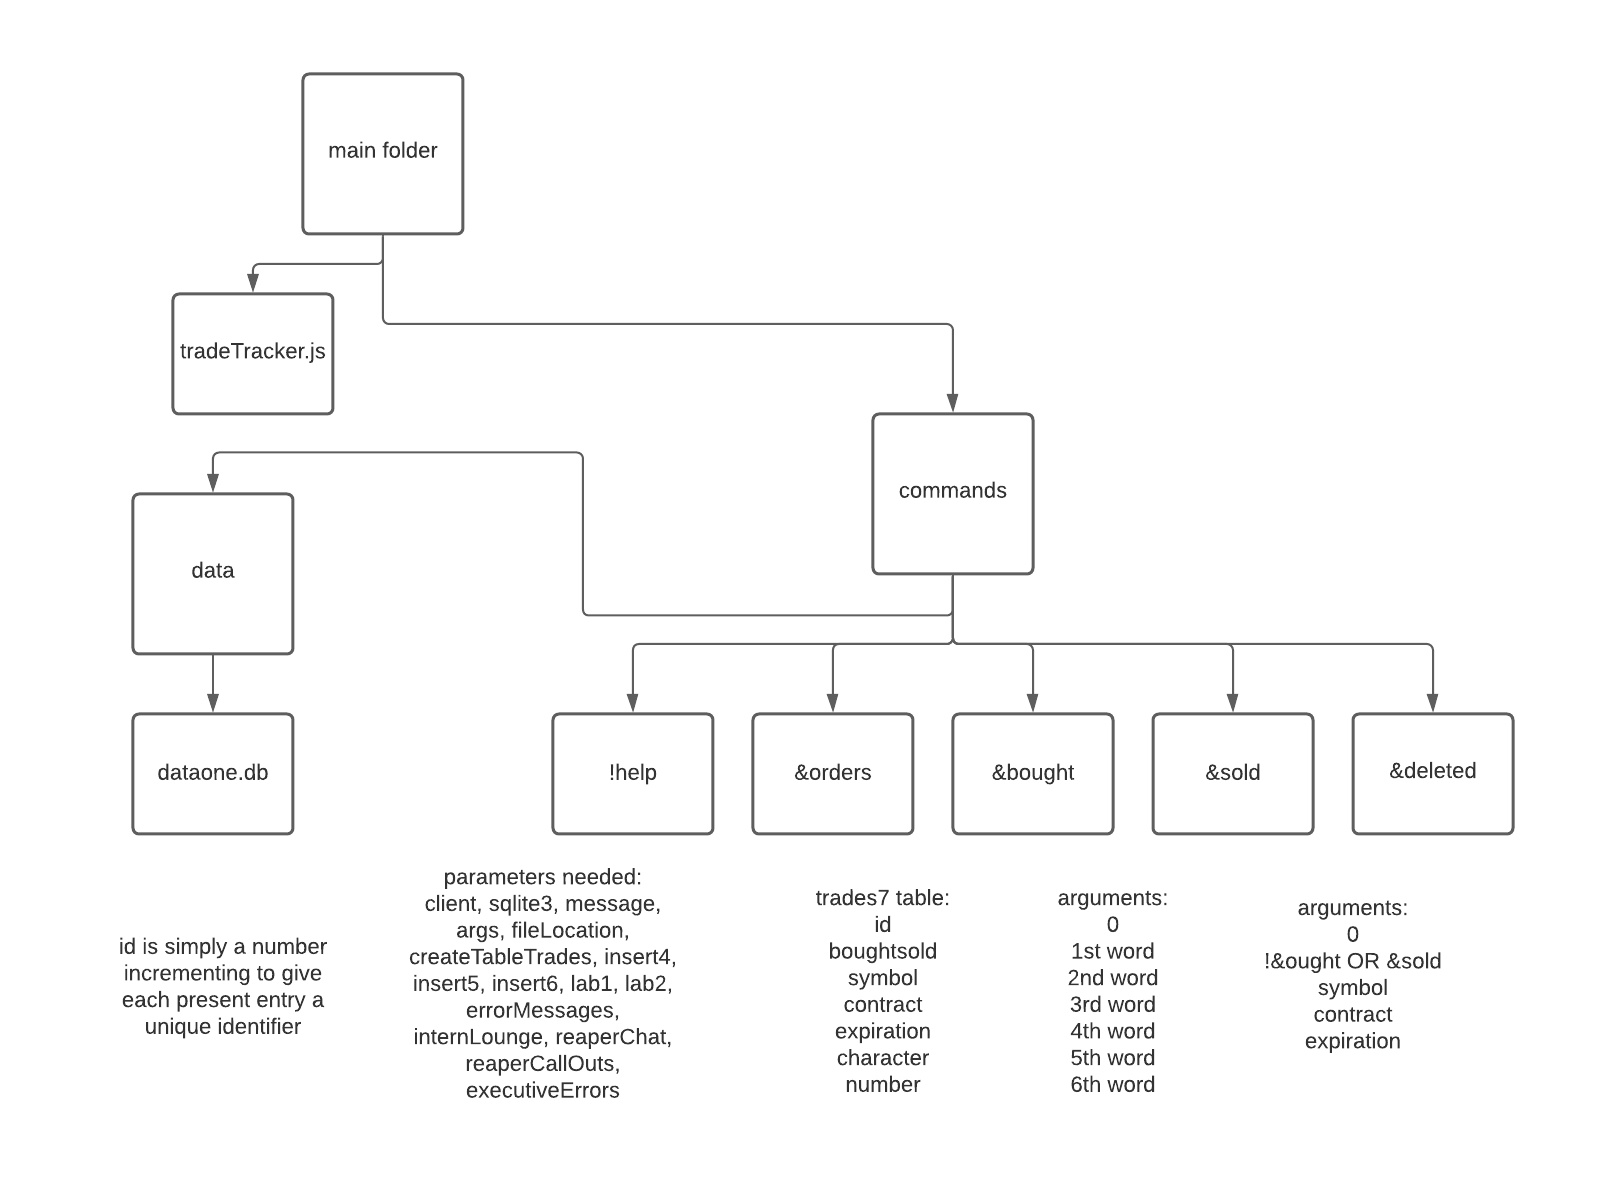 main folder
tradeTracker.js
commands
data
dataone.db
!help
&orders
&bought
&sold
&deleted
id is simply a number
incrementing to give
each present entry a
unique identifier
parameters needed:
client, sqlite3, message,
args, fileLocation,
createTableTrades, insert4,
insert5, insert6, lab1, lab2,
errorMessages,
internLounge, reaperChat,
reaperCallOuts,
executiveErrors
trades7 table:
id
boughtsold
symbol
contract
expiration
character
number
arguments:
0
1st word
2nd word
3rd word
4th word
5th word
6th word
arguments:
0
!&ought OR &sold
symbol
contract
expiration